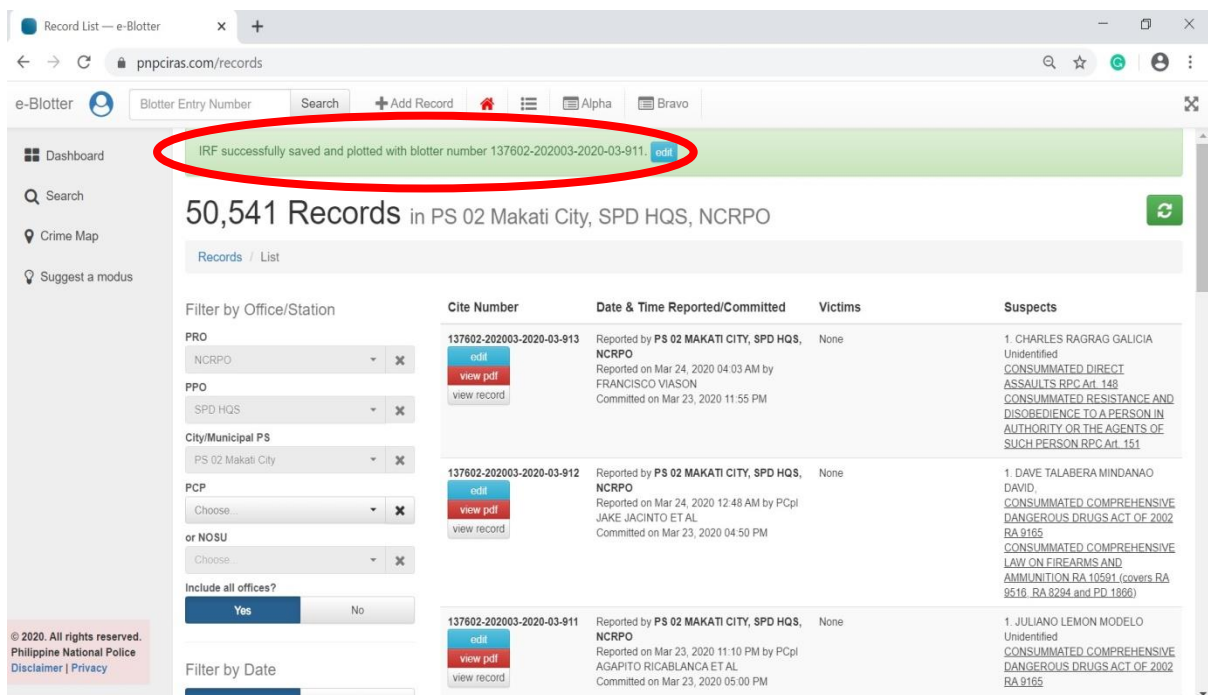 Record List — e-Blotter
pnpciras.com/records
e-Blotter
Blotter Entry Number
Search
Add Record
Alpha
Bravo
Dashboard
Search
Crime Map
Suggest a modus
© 2020. All rights reserved.
Philippine National Police
Disclaimer | Privacy
IRF successfully saved and plotted with blotter number 137602-202003-2020-03-911. edit
50,541 Records in PS 02 Makati City, SPD HQS, NCRPO
Records / List
Filter by Office/Station
PRO
NCRPO
PPO
SPD HQS
City/Municipal PS
PS 02 Makati City
PCP
Choose...
or NOSU
Choose...
Include all offices?
Yes No
Filter by Date
Cite Number Date & Time Reported/Committed Victims Suspects
137602-202003-2020-03-913
edit
view pdf
view record
Reported by PS 02 MAKATI CITY, SPD HQS,
NCRPO
Reported on Mar 24, 2020 04:03 AM by
FRANCISCO VIASON
Committed on Mar 23, 2020 11:55 PM
None
1. CHARLES RAGRAG GALICIA
Unidentified
CONSUMMATED DIRECT
ASSAULTS RPC Art. 148
CONSUMMATED RESISTANCE AND
DISOBEDIENCE TO A PERSON IN
AUTHORITY OR THE AGENTS OF
SUCH PERSON RPC Art. 151
137602-202003-2020-03-912
edit
view pdf
view record
Reported by PS 02 MAKATI CITY, SPD HQS,
NCRPO
Reported on Mar 24, 2020 12:48 AM by PCpl
JAKE JACINTO ET AL
Committed on Mar 23, 2020 04:50 PM
None
1. DAVE TALABERA MINDANAO
DAVID,
CONSUMMATED COMPREHENSIVE
DANGEROUS DRUGS ACT OF 2002
RA 9165
CONSUMMATED COMPREHENSIVE
LAW ON FIREARMS AND
AMMUNITION RA 10591 (covers RA
9516, RA 8294 and PD 1866)
137602-202003-2020-03-911
edit
view pdf
view record
Reported by PS 02 MAKATI CITY, SPD HQS,
NCRPO
Reported on Mar 23, 2020 11:10 PM by PCpl
AGAPITO RICABLANCA ET AL
Committed on Mar 23, 2020 05:00 PM
None
1. JULIANO LEMON MODELO
Unidentified
CONSUMMATED COMPREHENSIVE
DANGEROUS DRUGS ACT OF 2002
RA 9165